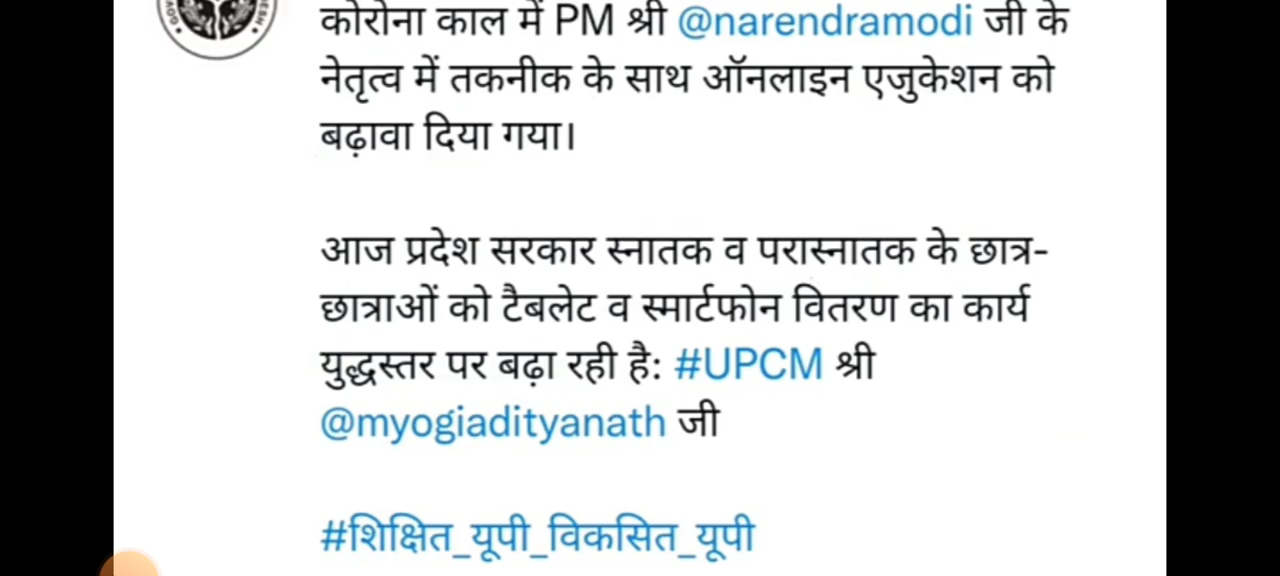 कोरोना काल में PM श्री @narendramodi जी के
नेतृत्व में तकनीक के साथ ऑनलाइन एजुकेशन को
बढ़ावा दिया गया।
आज प्रदेश सरकार स्नातक व परास्नातक के छात्र-
छात्राओं को टैबलेट व स्मार्टफोन वितरण का कार्य
युद्धस्तर पर बढ़ा रही है: #UPCM श्री
@myogiadityanath जी
#शिक्षित_यूपी_विकसित_यूपी